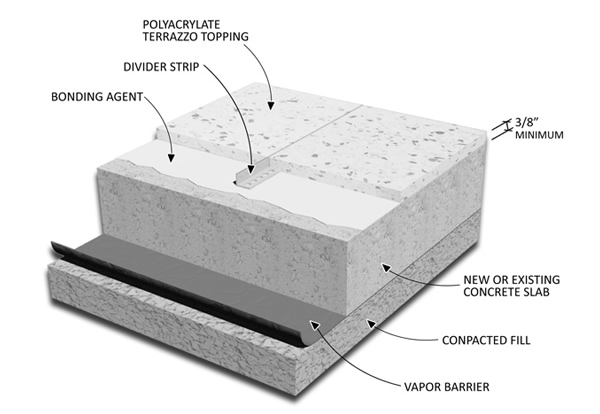 POLYACRYLATE
TERRAZZO TOPPING
DIVIDER STRIP
BONDING AGENT
3/8"
MINIMUM
NEW OR EXISTING
CONCRETE SLAB
CONPACTED FILL
VAPOR BARRIER